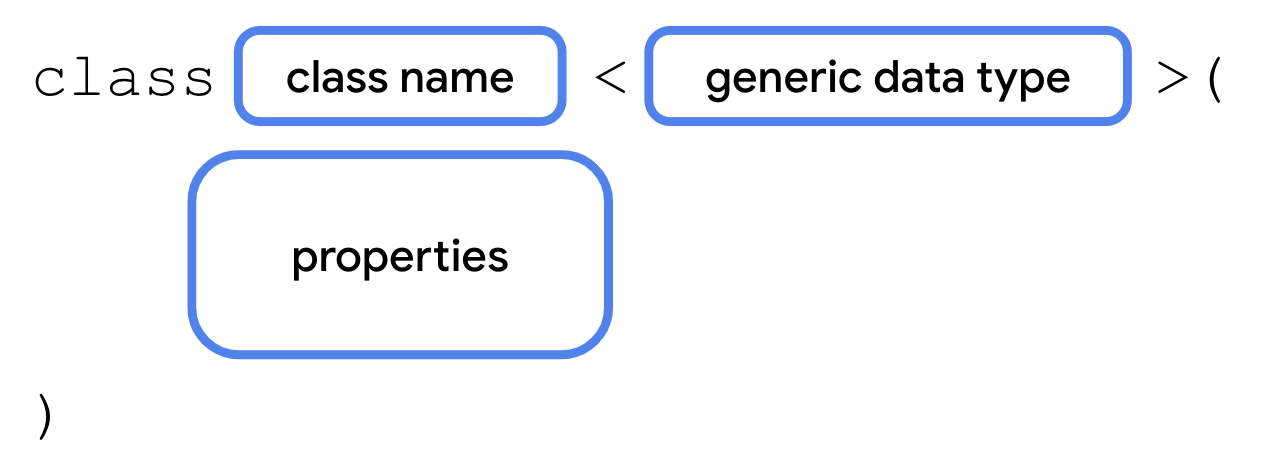 class class name < generic data type >(
properties
)